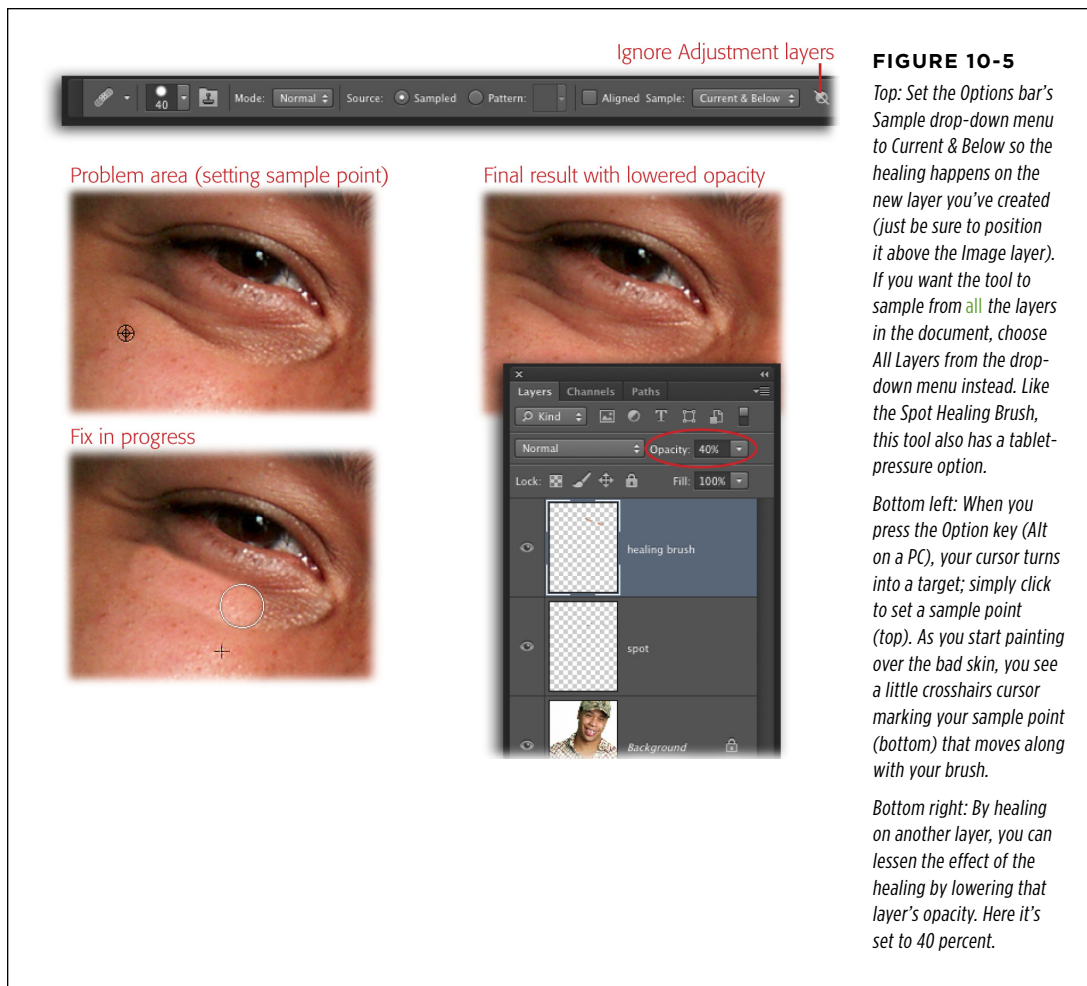 Ignore Adjustment layers
40 Mode: Normal Source: Sampled Pattern: Aligned Sample: Current & Below
Problem area (setting sample point)
Final result with lowered opacity
Fix in progress
Layers Channels Paths
Kind
Normal Opacity: 40%
Lock: Fill: 100%
healing brush
spot
Background
FIGURE 10-5
Top: Set the Options bar's
Sample drop-down menu
to Current & Below so the
healing happens on the
new layer you've created
(just be sure to position
it above the Image layer).
If you want the tool to
sample from all the layers
in the document, choose
All Layers from the drop-
down menu instead. Like
the Spot Healing Brush,
this tool also has a tablet-
pressure option.
Bottom left: When you
press the Option key (Alt
on a PC), your cursor turns
into a target; simply click
to set a sample point
(top). As you start painting
over the bad skin, you see
a little crosshairs cursor
marking your sample point
(bottom) that moves along
with your brush.
Bottom right: By healing
on another layer, you can
lessen the effect of the
healing by lowering that
layer's opacity. Here it's
set to 40 percent.